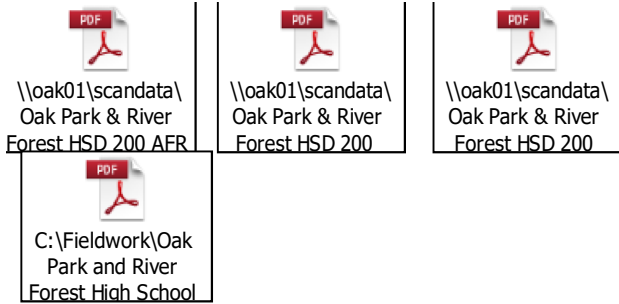 PDF PDF PDF
\\oak01\scandata\ \\oak01\scandata\ \\oak01\scandata\
Oak Park & River Oak Park & River Oak Park & River
Forest HSD 200 AFR Forest HSD 200 Forest HSD 200
PDF
C:\Fieldwork\Oak
Park and River
Forest High School